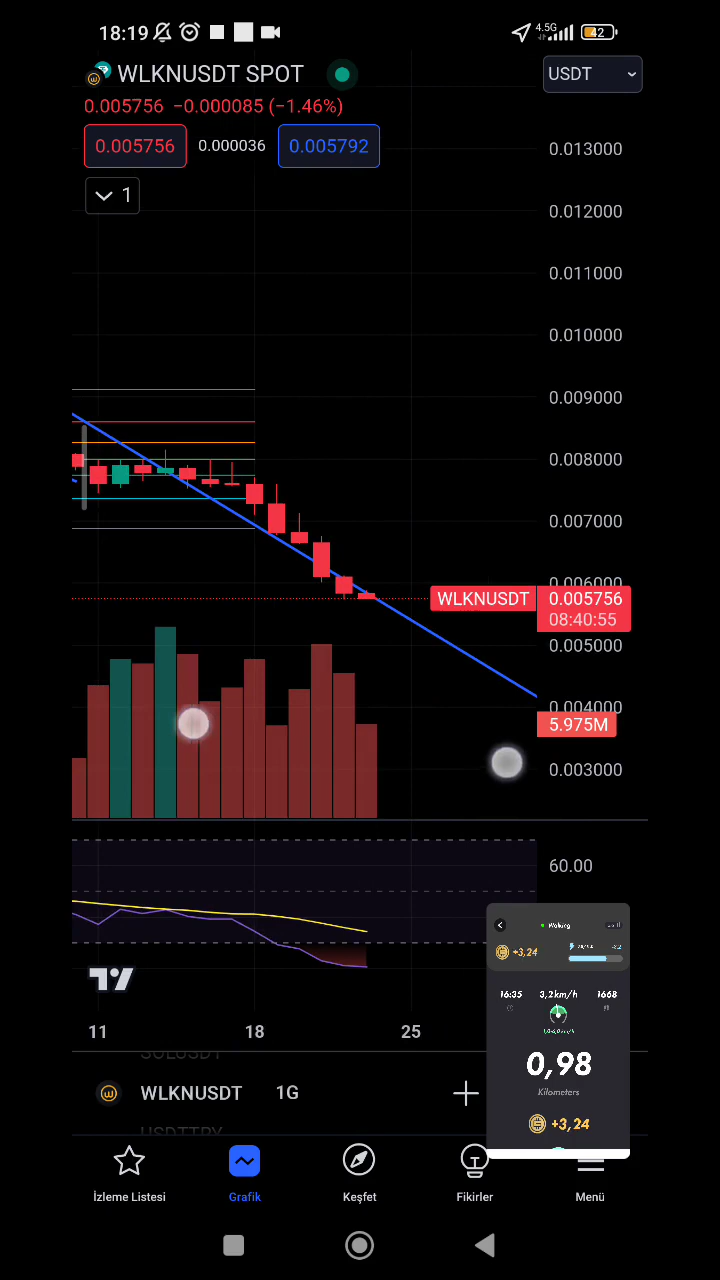 18:19 4.5G 42
WLKNUSDT SPOT USDT
0.005756 −0.000085 (−1.46%)
0.005756 0.000036 0.005792
1
0.013000
0.012000
0.011000
0.010000
0.009000
0.008000
0.007000
0.006000
WLKNUSDT 0.005756
08:40:55
0.005000
0.004000
5.975M
0.003000
60.00
11 18 25
SOLUSDT
WLKNUSDT 1G
USDTTRY
Walking
+3,24
16:35 3,2km/h 1668
0,98
Kilometers
+3,24
İzleme Listesi Grafik Keşfet Fikirler Menü